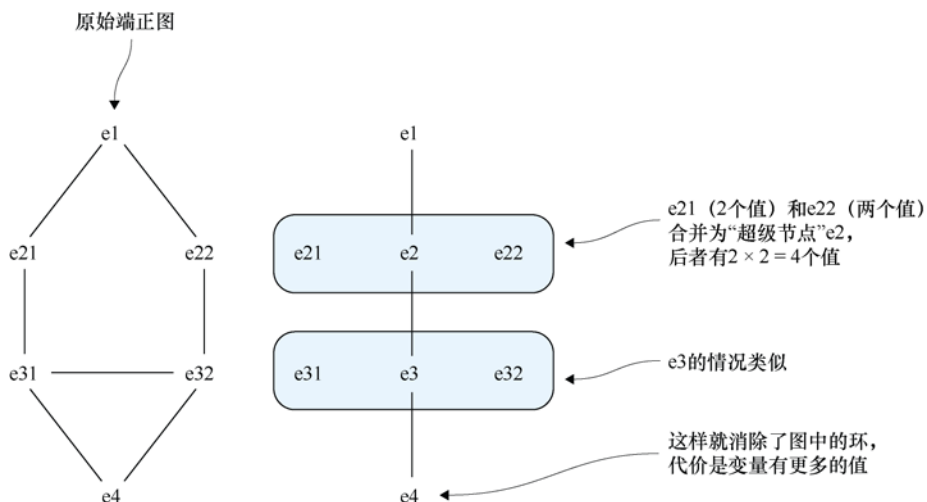 原始端正图
e1
e1
e21（2个值）和e22（两个值）
合并为“超级节点”e2，
后者有2 × 2 = 4个值
e21
e22
e21
e2
e22
e31
e32
e31
e3
e32
e3的情况类似
这样就消除了图中的环，
代价是变量有更多的值
e4
e4